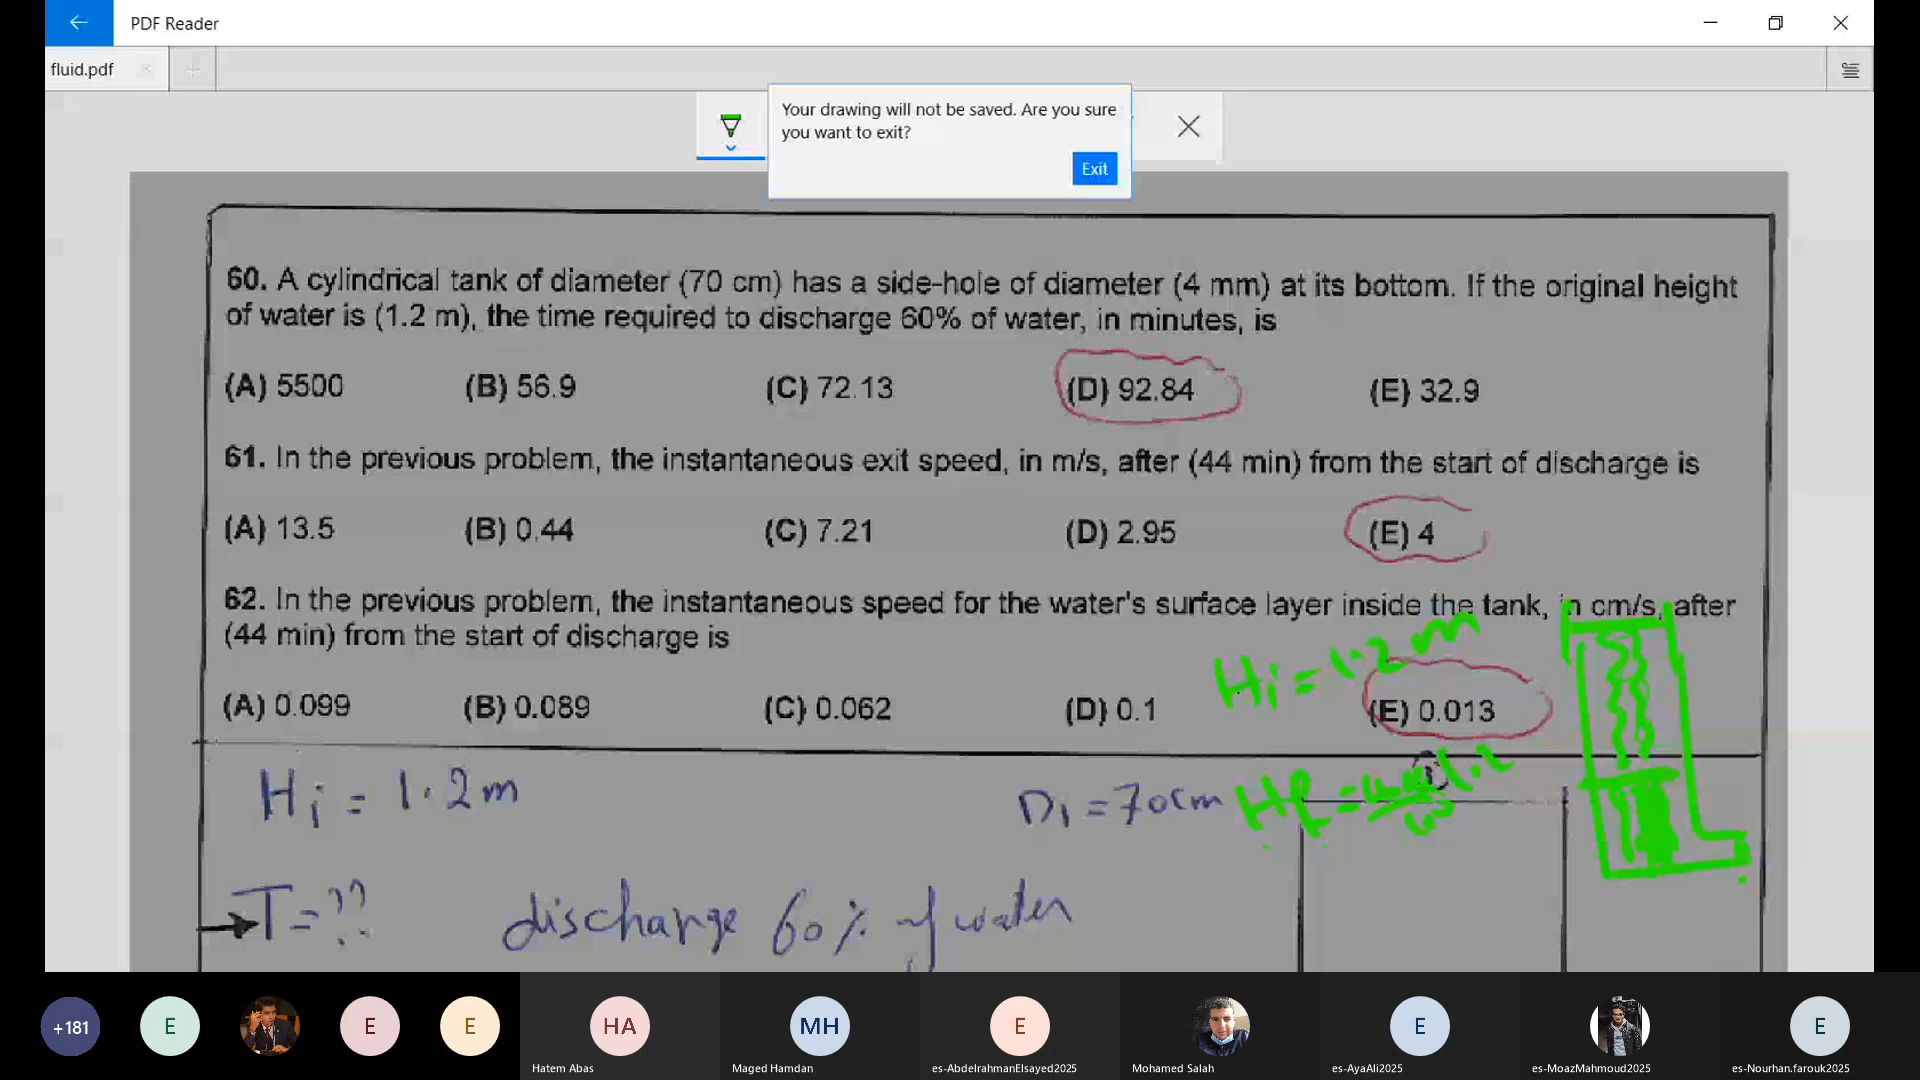 PDF Reader
fluid.pdf
Your drawing will not be saved. Are you sure
you want to exit?
Exit
60. A cylindrical tank of diameter (70 cm) has a side-hole of diameter (4 mm) at its bottom. If the original height
of water is (1.2 m), the time required to discharge 60% of water, in minutes, is
(A) 5500 (B) 56.9 (C) 72.13 (D) 92.84 (E) 32.9
61. In the previous problem, the instantaneous exit speed, in m/s, after (44 min) from the start of discharge is
(A) 13.5 (B) 0.44 (C) 7.21 (D) 2.95 (E) 4
62. In the previous problem, the instantaneous speed for the water's surface layer inside the tank, in cm/s, after
(44 min) from the start of discharge is
Hi = 1.2 m
(A) 0.099 (B) 0.089 (C) 0.062 (D) 0.1 (E) 0.013
Hi = 1.2 m D1 = 70 cm Hf = 1.2
T = ?? discharge 60% of water
+181 E E E HA MH E E E
Hatem Abas Maged Hamdan es-AbdelrahmanElsayed2025 Mohamed Salah es-AyaAli2025 es-MoazMahmoud2025 es-Nourhan.farouk2025